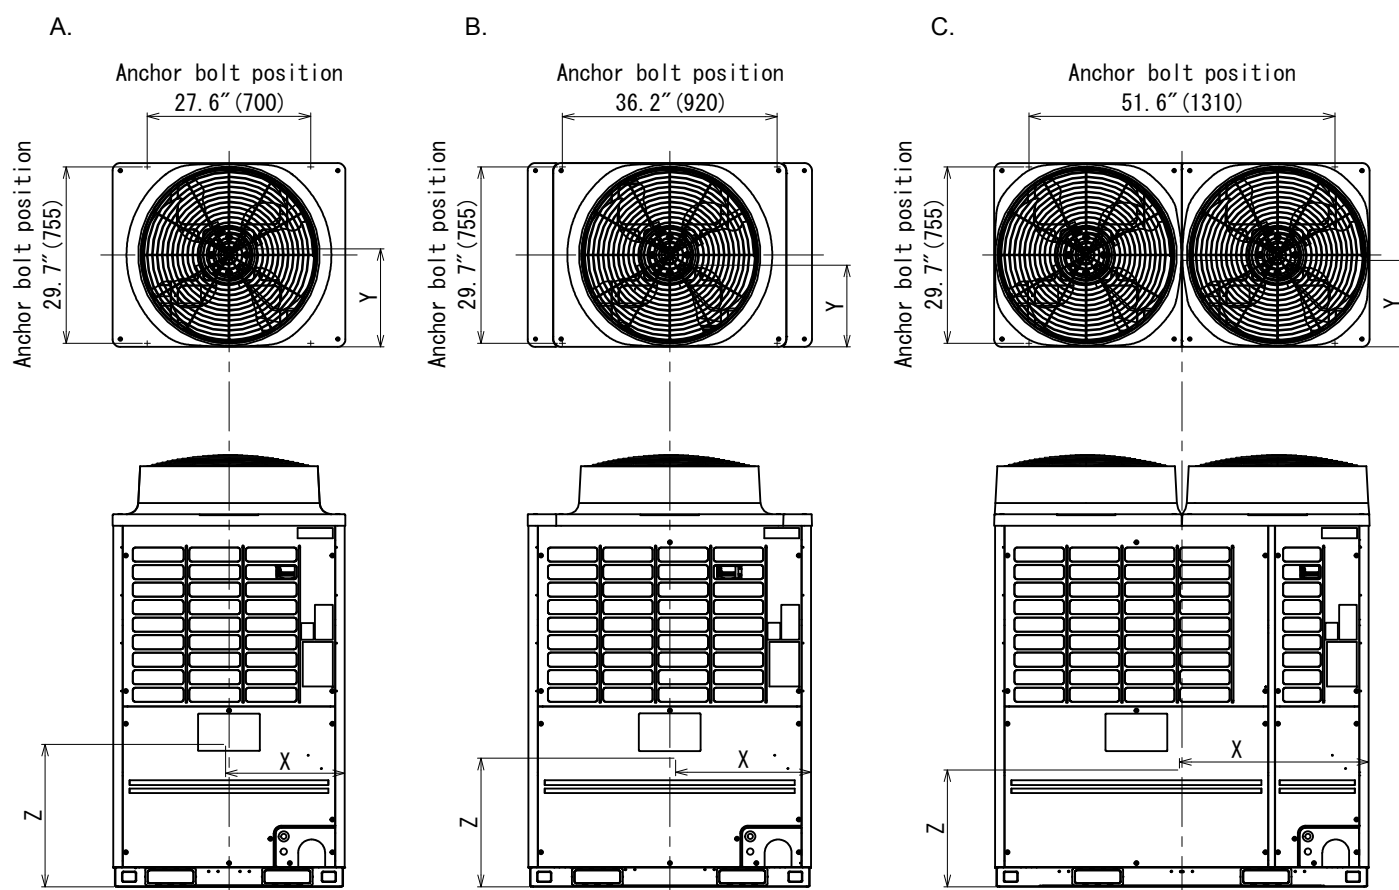 A.
Anchor bolt position
27.6"(700)
Anchor bolt position
29.7"(755)
Y
X
Z
B.
Anchor bolt position
36.2"(920)
Anchor bolt position
29.7"(755)
Y
X
Z
C.
Anchor bolt position
51.6"(1310)
Anchor bolt position
29.7"(755)
Y
X
Z